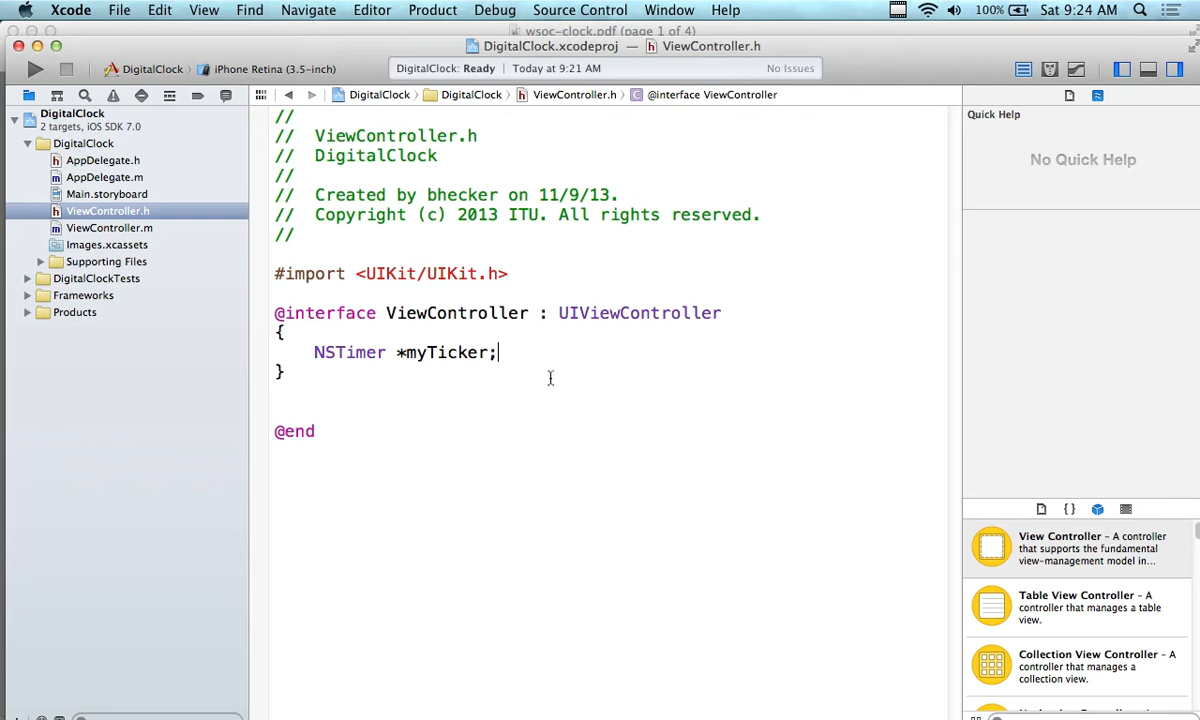 Xcode File Edit View Find Navigate Editor Product Debug Source Control Window Help 100% Sat 9:24 AM
wsoc-clock.pdf (page 1 of 4)
DigitalClock.xcodeproj — ViewController.h
DigitalClock iPhone Retina (3.5-inch)
DigitalClock: Ready Today at 9:21 AM No Issues
DigitalClock DigitalClock ViewController.h @interface ViewController
DigitalClock
2 targets, iOS SDK 7.0
DigitalClock
AppDelegate.h
AppDelegate.m
Main.storyboard
ViewController.h
ViewController.m
Images.xcassets
Supporting Files
DigitalClockTests
Frameworks
Products
//
// ViewController.h
// DigitalClock
//
// Created by bhecker on 11/9/13.
// Copyright (c) 2013 ITU. All rights reserved.
//
#import <UIKit/UIKit.h>
@interface ViewController : UIViewController
{
NSTimer *myTicker;
}
@end
Quick Help
No Quick Help
View Controller – A controller
that supports the fundamental
view-management model in...
Table View Controller – A
controller that manages a table
view.
Collection View Controller – A
controller that manages a
collection view.